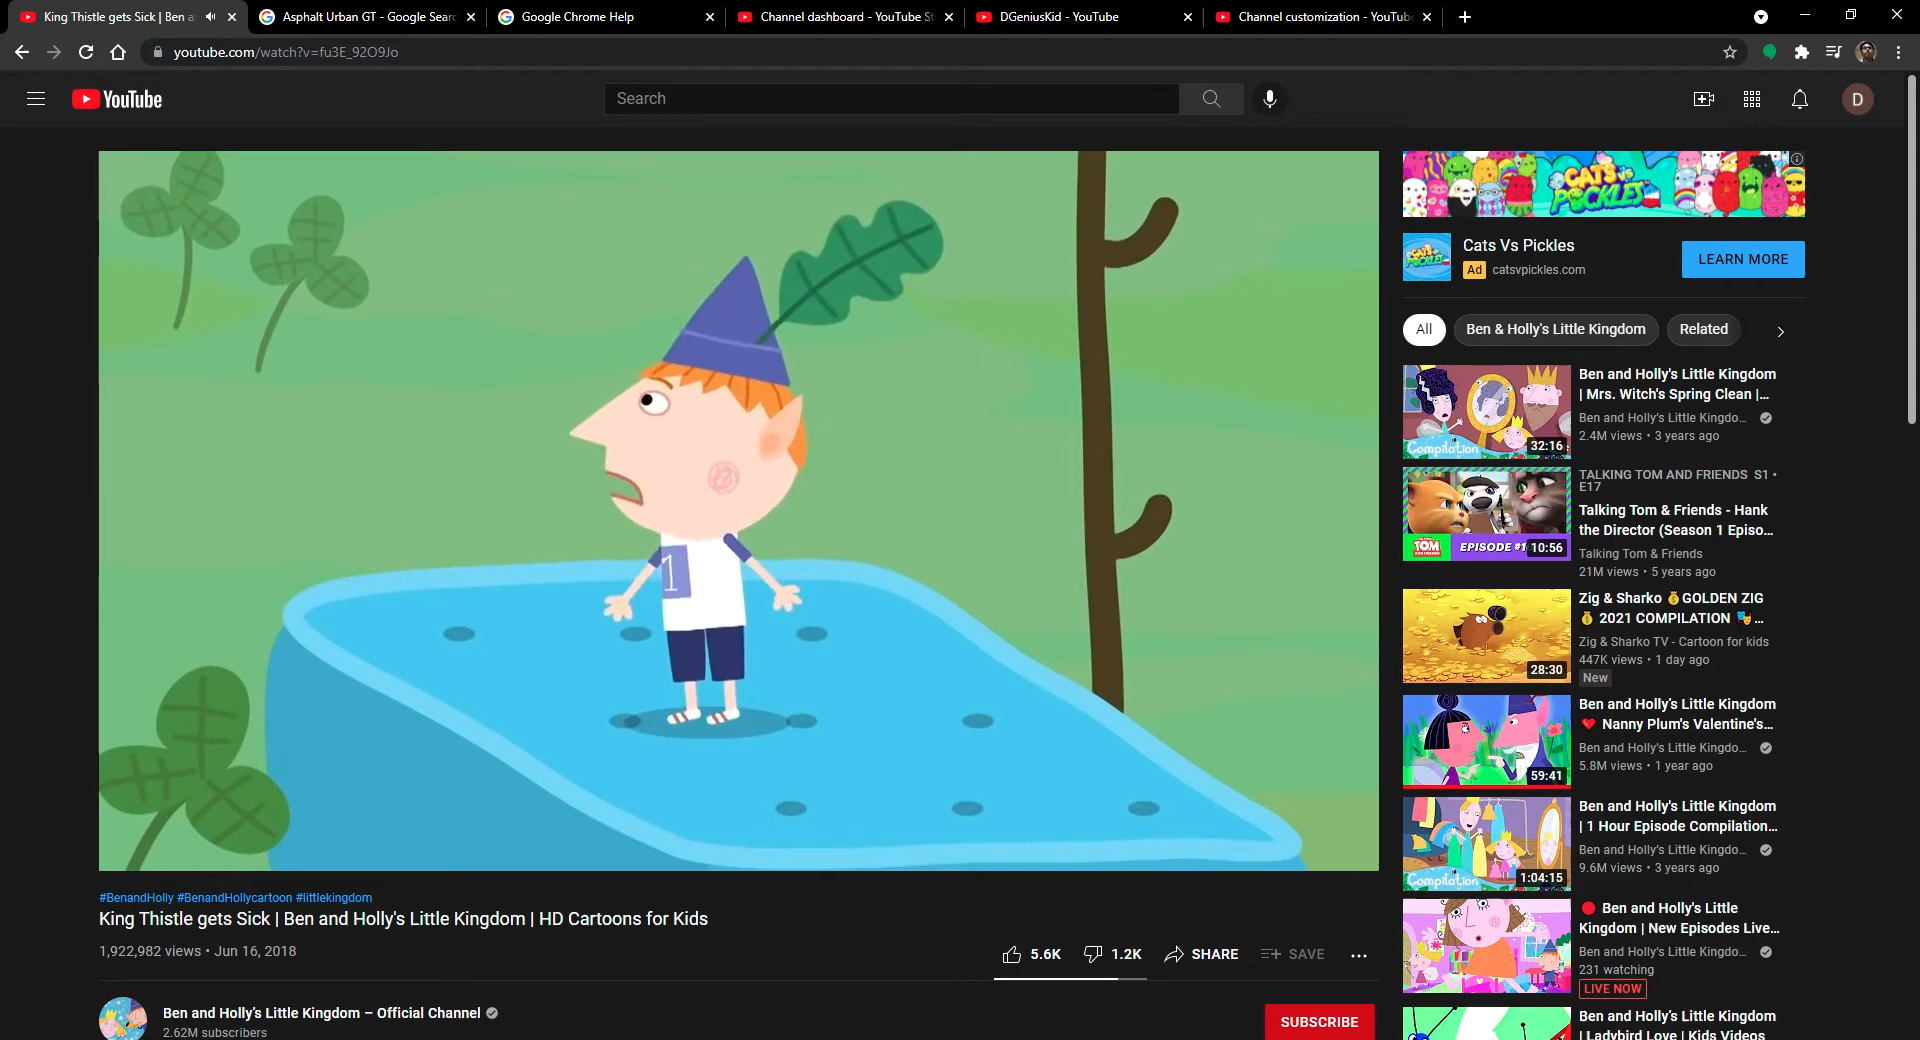 King Thistle gets Sick | Ben a
Asphalt Urban GT - Google Searc
Google Chrome Help
Channel dashboard - YouTube St
DGeniusKid - YouTube
Channel customization - YouTub
youtube.com/watch?v=fu3E_92O9Jo
YouTube
Search
D
1
CATS VS PICKLES
Cats Vs Pickles
Ad catsvpickles.com
LEARN MORE
All
Ben & Holly's Little Kingdom
Related
Compilation
32:16
Ben and Holly's Little Kingdom
| Mrs. Witch's Spring Clean |...
Ben and Holly's Little Kingdo...
2.4M views • 3 years ago
TOM
EPISODE #1
10:56
TALKING TOM AND FRIENDS S1 •
E17
Talking Tom & Friends - Hank
the Director (Season 1 Episo...
Talking Tom & Friends
21M views • 5 years ago
28:30
Zig & Sharko 💰GOLDEN ZIG
💰 2021 COMPILATION 🎭...
Zig & Sharko TV - Cartoon for kids
447K views • 1 day ago
New
59:41
Ben and Holly's Little Kingdom
❤️ Nanny Plum's Valentine's...
Ben and Holly's Little Kingdo...
5.8M views • 1 year ago
Compilation
1:04:15
Ben and Holly's Little Kingdom
| 1 Hour Episode Compilation...
Ben and Holly's Little Kingdo...
9.6M views • 3 years ago
🔴 Ben and Holly's Little
Kingdom | New Episodes Live...
Ben and Holly's Little Kingdo...
231 watching
LIVE NOW
Ben and Holly's Little Kingdom
| Ladybird Love | Kids Videos
#BenandHolly #BenandHollycartoon #littlekingdom
King Thistle gets Sick | Ben and Holly's Little Kingdom | HD Cartoons for Kids
1,922,982 views • Jun 16, 2018
5.6K
1.2K
SHARE
SAVE
Ben and Holly's Little Kingdom – Official Channel
2.62M subscribers
SUBSCRIBE